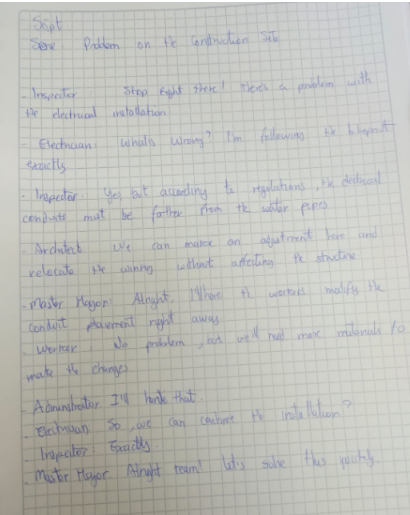 Script
Scene Problem on the Construction Site
- Inspector Stop right there! There's a problem with
the electrical installation
- Electrician: What's wrong? I'm following the blueprint
exactly
- Inspector: Yes, but according to regulations, the electrical
conduits must be farther from the water pipes
- Architect We can make an adjustment here and
relocate the wiring without affecting the structure
- Master Mayor: Alright. I'll have the workers modify the
conduit placement right away
Worker: No problem, but we'll need more materials to
make the changes
- Administrator I'll handle that.
- Electrician So, we can continue the installation?
- Inspector: Exactly
- Master Mayor Alright team! let's solve this quickly.